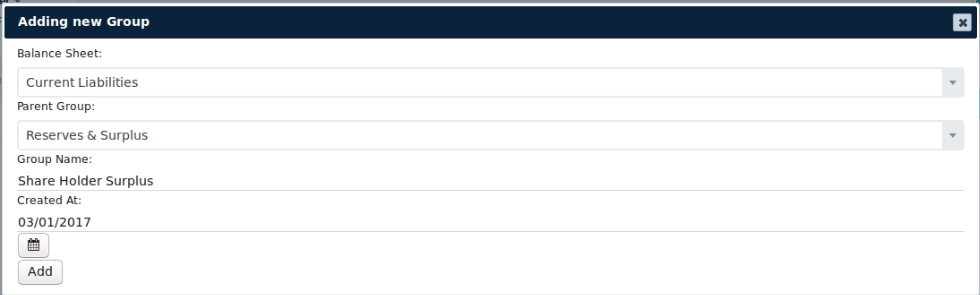 Adding new Group
Balance Sheet:
Current Liabilities
Parent Group:
Reserves & Surplus
Group Name:
Share Holder Surplus
Created At:
03/01/2017
Add